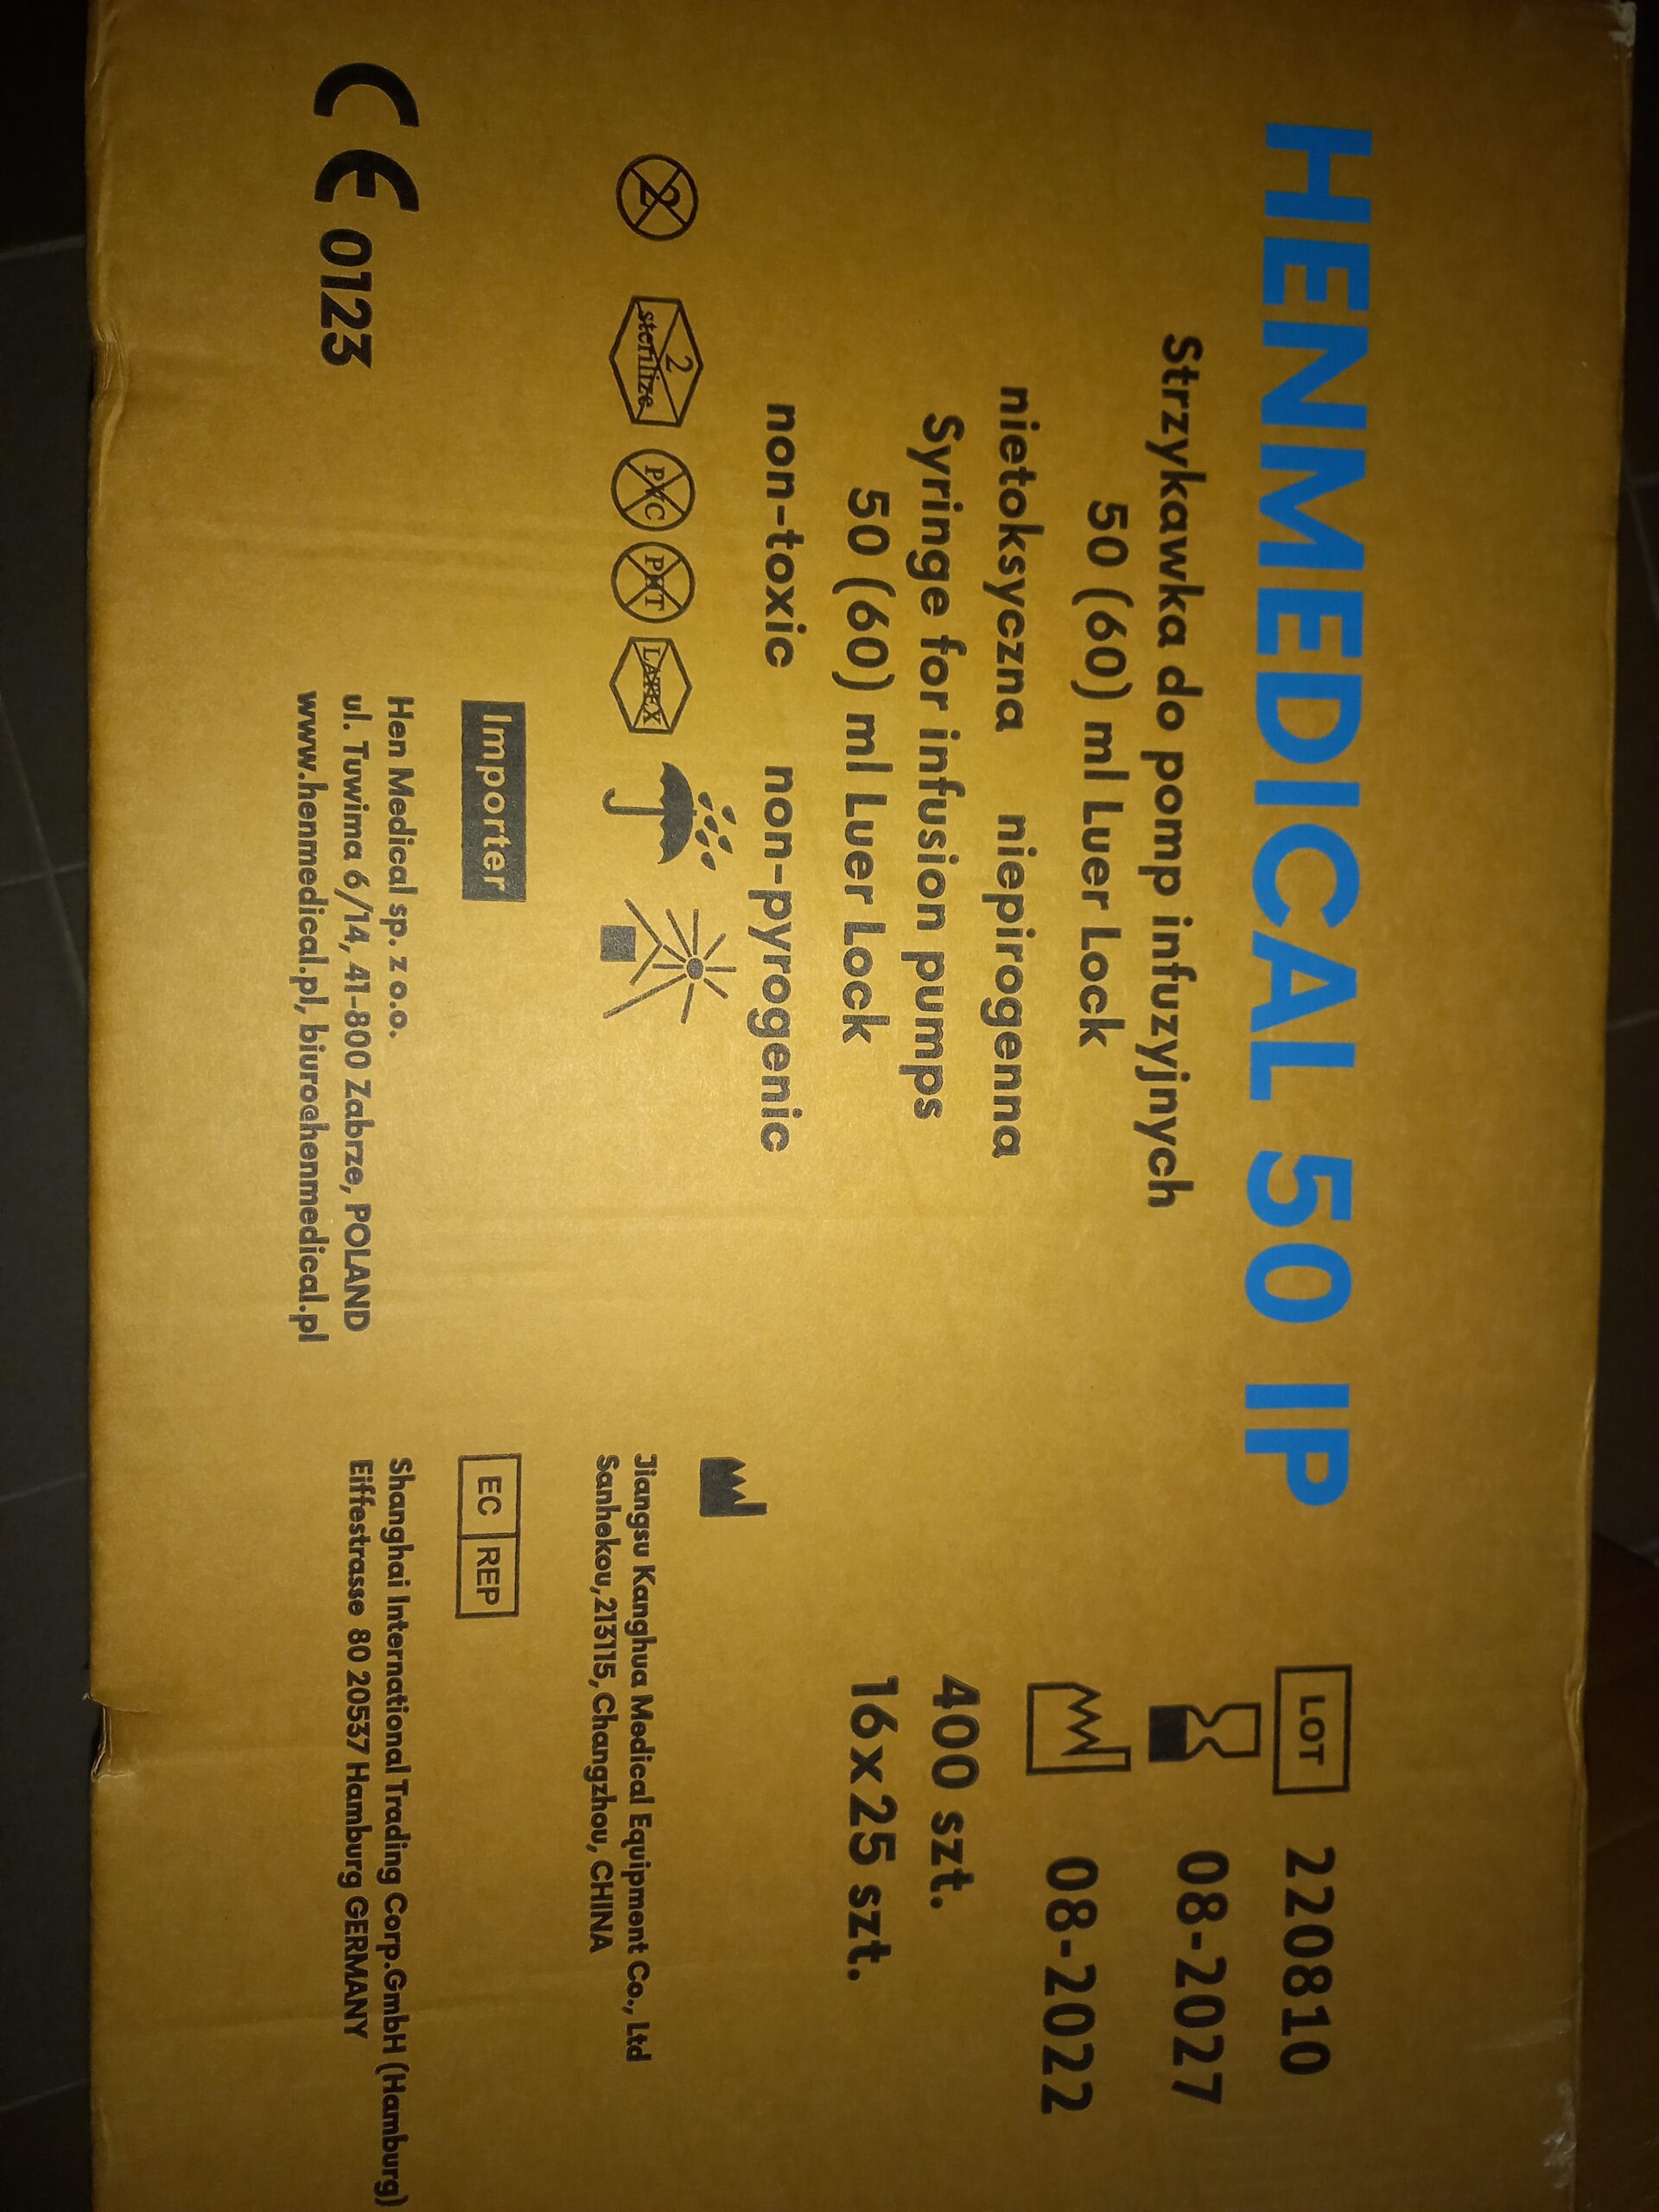 HENMEDICAL 50 IP
Strzykawka do pomp infuzyjnych
50 (60) ml Luer Lock
nietoksyczna niepirogenna
Syringe for infusion pumps
50 (60) ml Luer Lock
non-toxic non-pyrogenic
2
2
sterilize
PVC
PHT
LATEX
CE 0123
Importer
Hen Medical sp. z o.o.
ul. Tuwima 6/14, 41-800 Zabrze, POLAND
www.henmedical.pl, biuro@henmedical.pl
LOT 220810
08-2027
08-2022
400 szt.
16x25 szt.
Jiangsu Kanghua Medical Equipment Co., Ltd
Sanhekou,213115, Changzhou, CHINA
EC REP
Shanghai International Trading Corp.GmbH (Hamburg)
Eiffestrasse 80 20537 Hamburg GERMANY